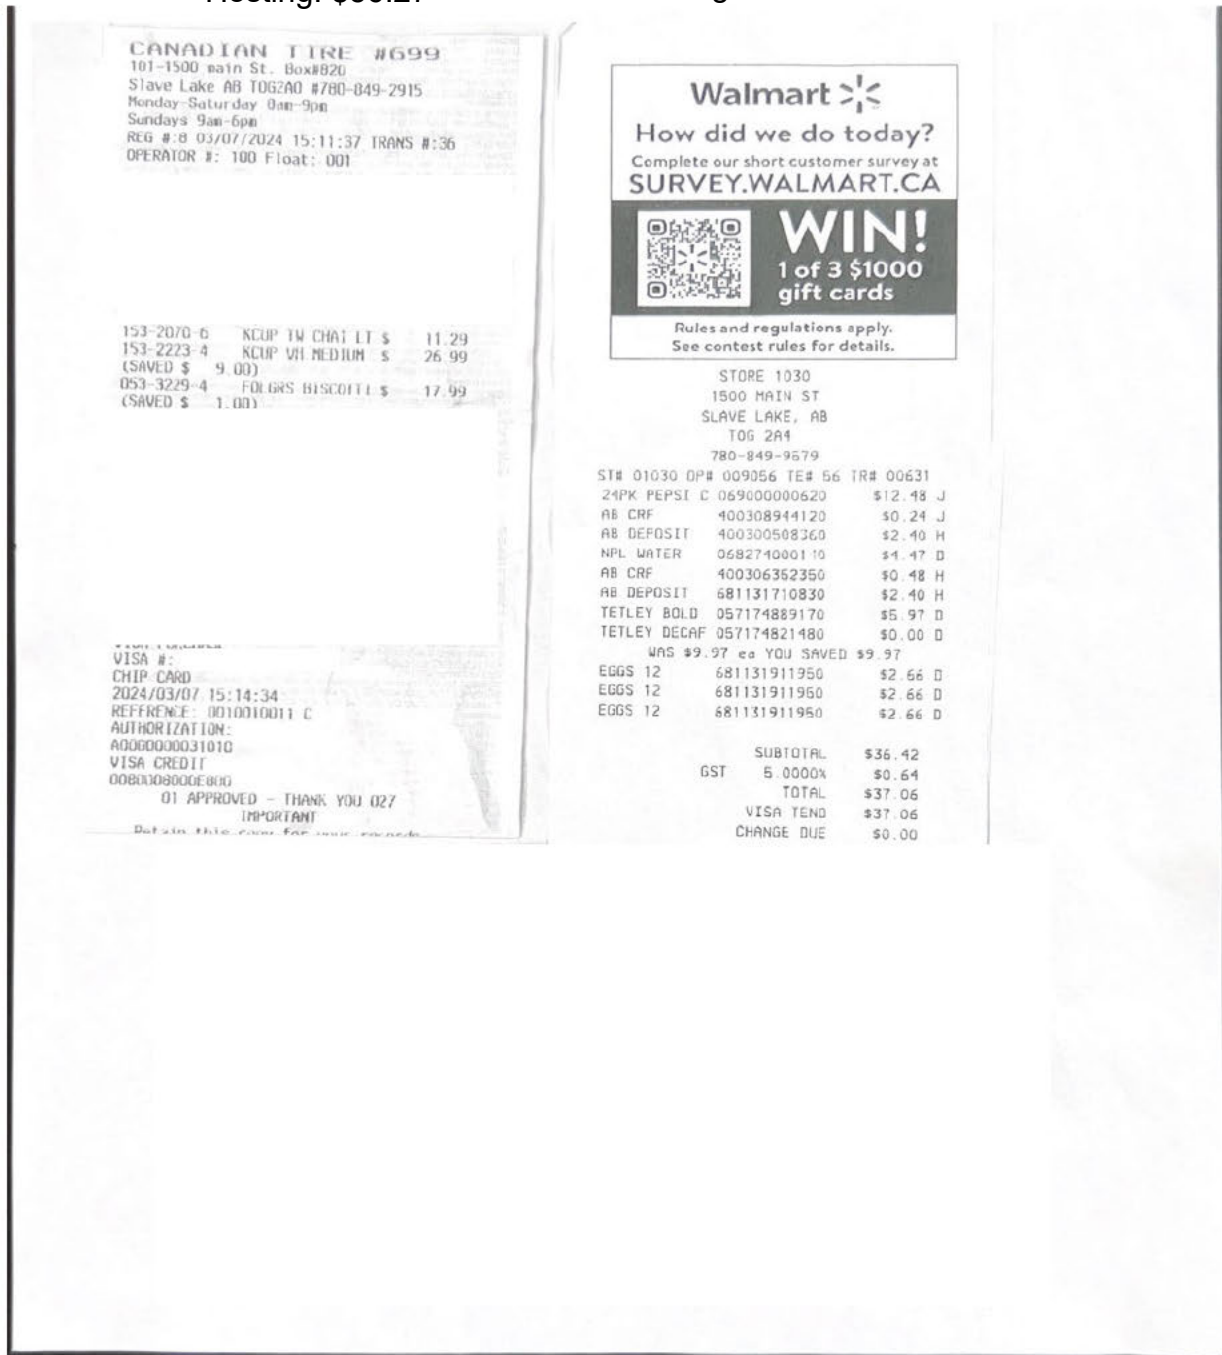 CANADIAN TIRE #699
101-1500 main St. Box#820
Slave Lake AB T0G2A0 #780-849-2915
Monday-Saturday 8am-9pm
Sundays 9am-6pm
REG #:8 03/07/2024 15:11:37 TRANS #:36
OPERATOR #: 100 Float: 001
153-2070-6 KCUP TW CHAI LT $ 11.29
153-2223-4 KCUP VH MEDIUM $ 26.99
(SAVED $ 9.00)
053-3229-4 FOLGRS BISCOITI $ 17.99
(SAVED $ 1.00)
VISA #:
CHIP CARD
2024/03/07 15:14:34
REFERENCE: 0010010011 C
AUTHORIZATION:
A0000000031010
VISA CREDIT
0080008000E800
01 APPROVED - THANK YOU 027
IMPORTANT
Retain this copy for your records
Walmart
How did we do today?
Complete our short customer survey at
SURVEY.WALMART.CA
WIN!
1 of 3 $1000
gift cards
Rules and regulations apply.
See contest rules for details.
STORE 1030
1500 MAIN ST
SLAVE LAKE, AB
T0G 2A4
780-849-9579
ST# 01030 OP# 009056 TE# 56 TR# 00631
24PK PEPSI C 069000000620 $12.48 J
AB CRF 400308944120 $0.24 J
AB DEPOSIT 400300508360 $2.40 H
NPL WATER 068274000110 $4.47 D
AB CRF 400306352350 $0.48 H
AB DEPOSIT 681131710830 $2.40 H
TETLEY BOLD 057174889170 $5.97 D
TETLEY DECAF 057174821480 $0.00 D
WAS $9.97 ea YOU SAVED $9.97
EGGS 12 681131911950 $2.66 D
EGGS 12 681131911950 $2.66 D
EGGS 12 681131911950 $2.66 D
SUBTOTAL $36.42
GST 5.0000% $0.64
TOTAL $37.06
VISA TEND $37.06
CHANGE DUE $0.00